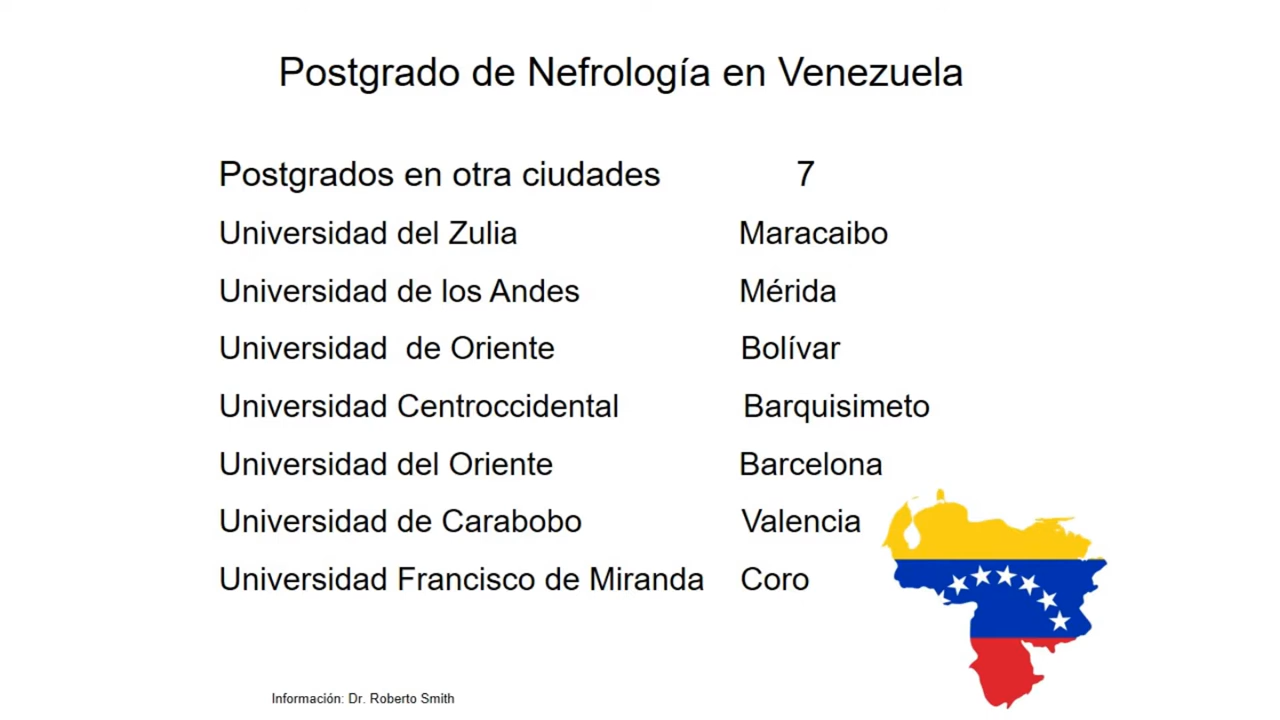 Postgrado de Nefrología en Venezuela
Postgrados en otra ciudades 7
Universidad del Zulia Maracaibo
Universidad de los Andes Mérida
Universidad de Oriente Bolívar
Universidad Centroccidental Barquisimeto
Universidad del Oriente Barcelona
Universidad de Carabobo Valencia
Universidad Francisco de Miranda Coro
Información: Dr. Roberto Smith